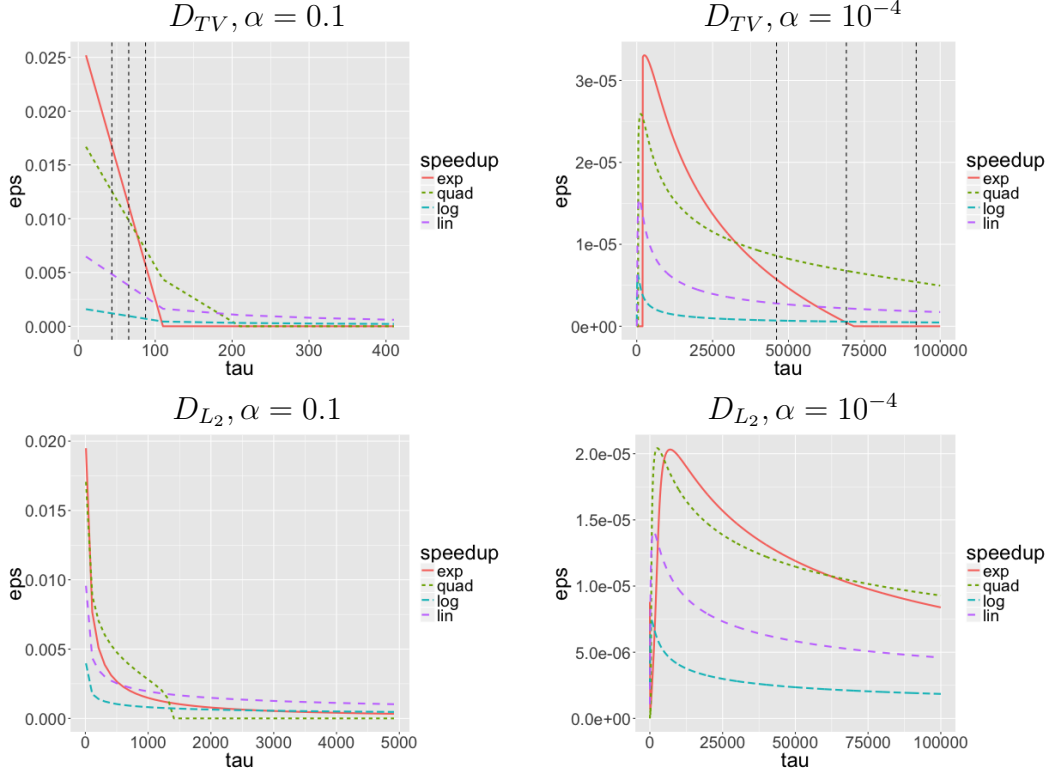 D_{TV}, α = 0.1
0.025
0.020
0.015
0.010
0.005
0.000
eps
0 100 200 300 400
tau
speedup
exp
quad
log
lin
D_{TV}, α = 10^{-4}
3e-05
2e-05
1e-05
0e+00
eps
0 25000 50000 75000 100000
tau
speedup
exp
quad
log
lin
D_{L_2}, α = 0.1
0.020
0.015
0.010
0.005
0.000
eps
0 1000 2000 3000 4000 5000
tau
speedup
exp
quad
log
lin
D_{L_2}, α = 10^{-4}
2.0e-05
1.5e-05
1.0e-05
5.0e-06
0.0e+00
eps
0 25000 50000 75000 100000
tau
speedup
exp
quad
log
lin